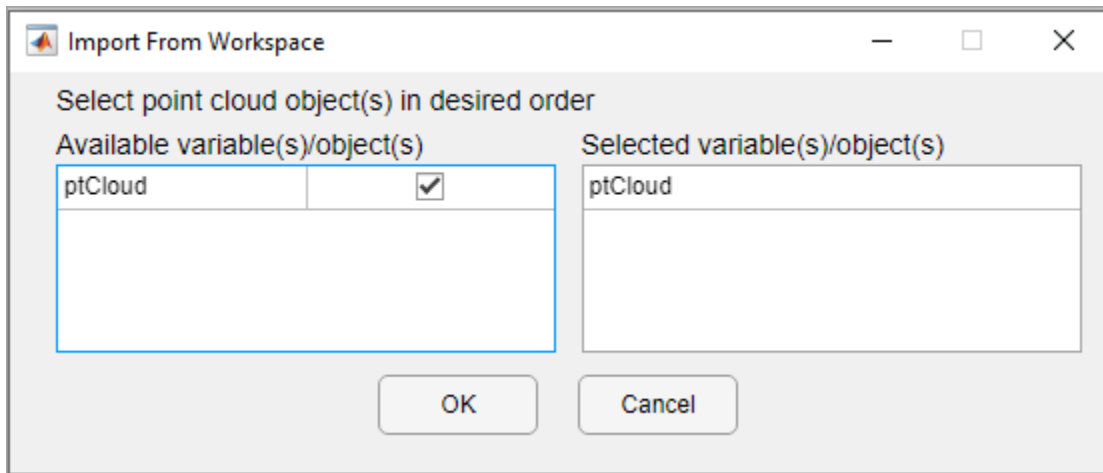 Import From Workspace
Select point cloud object(s) in desired order
Available variable(s)/object(s) Selected variable(s)/object(s)
ptCloud ptCloud
OK Cancel